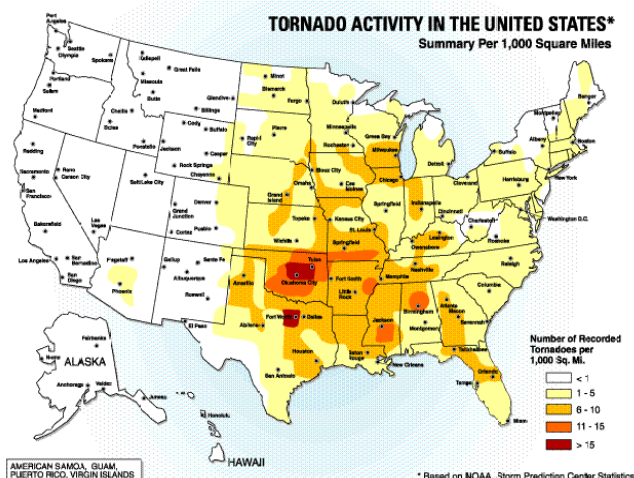 TORNADO ACTIVITY IN THE UNITED STATES*
Summary Per 1,000 Square Miles
Port Angeles
Seattle
Olympia
Spokane
Kalispell
Great Falls
Missoula
Butte
Glendive
Billings
Minot
Bismarck
Fargo
Duluth
Portland
Salem
Medford
Boise
Pocatello
Jackson
Cody
Buffalo
Casper
Rapid City
Pierre
Minneapolis
Rochester
Green Bay
Milwaukee
Bangor
Montpelier
Albany
Boston
Buffalo
Detroit
New York
Redding
Reno
Carson City
Sacramento
San Francisco
Rock Springs
Cheyenne
Salt Lake City
Sioux City
Omaha
Des Moines
Grand Island
Chicago
Cleveland
Harrisburg
Washington D.C.
Denver
Grand Junction
Pueblo
Cortez
Topeka
Kansas City
Springfield
St. Louis
Indianapolis
Cincinnati
Charleston
Roanoke
Bakersfield
Las Vegas
Los Angeles
San Bernardino
San Diego
Flagstaff
Phoenix
Gallup
Santa Fe
Albuquerque
Roswell
El Paso
Wichita
Springfield
Owensboro
Lexington
Nashville
Raleigh
Tulsa
Oklahoma City
Amarillo
Fort Smith
Little Rock
Memphis
Columbia
Birmingham
Atlanta
Macon
Savannah
Montgomery
Jackson
Abilene
Fort Worth
Dallas
Houston
San Antonio
Baton Rouge
New Orleans
Tallahassee
Orlando
Tampa
Miami
Fairbanks
Nome
ALASKA
Anchorage
Valdez
Juneau
Honolulu
HAWAII
Number of Recorded
Tornadoes per
1,000 Sq. Mi.
< 1
1 - 5
6 - 10
11 - 15
> 15
AMERICAN SAMOA, GUAM,
PUERTO RICO, VIRGIN ISLANDS
* Based on NOAA, Storm Prediction Center Statistics